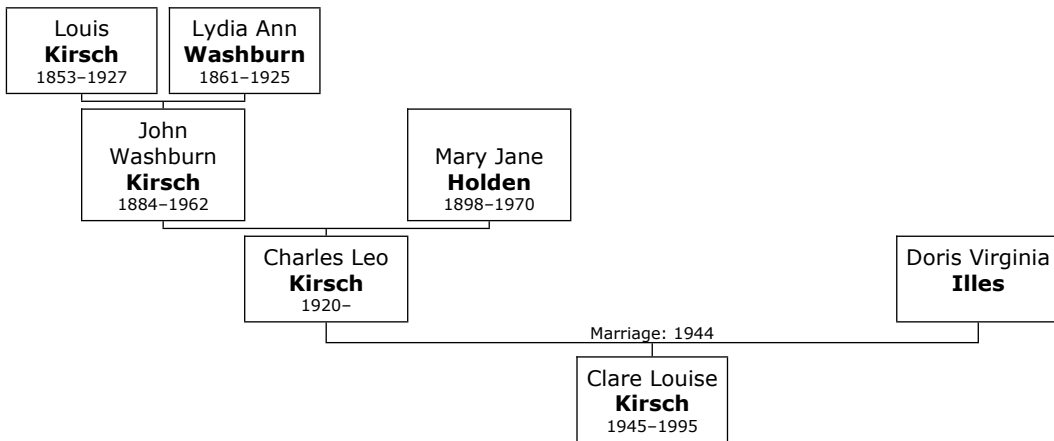 Louis
Kirsch
1853–1927
Lydia Ann
Washburn
1861–1925
John
Washburn
Kirsch
1884–1962
Mary Jane
Holden
1898–1970
Charles Leo
Kirsch
1920–
Doris Virginia
Illes
Marriage: 1944
Clare Louise
Kirsch
1945–1995